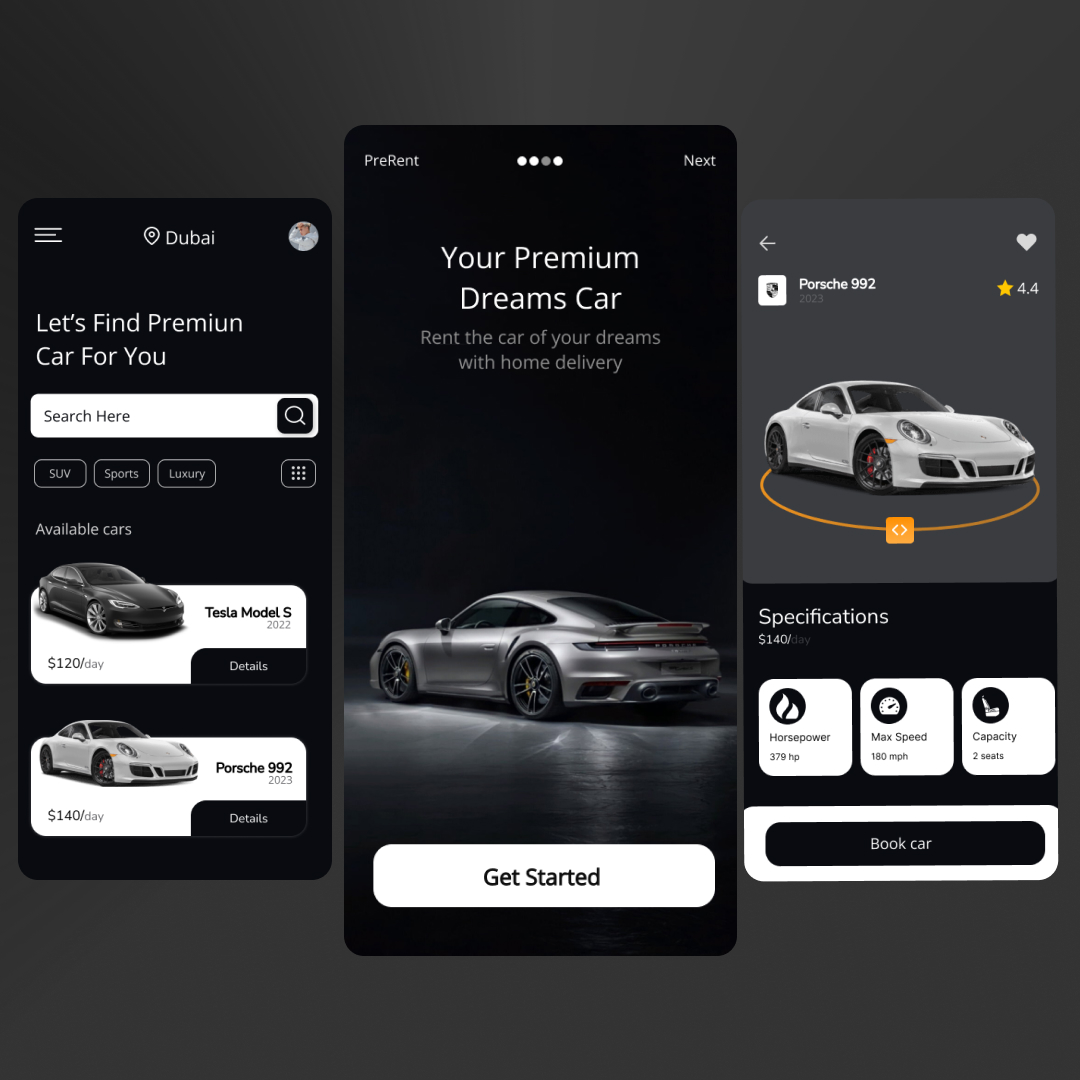 Dubai
Let’s Find Premiun
Car For You
Search Here
SUV
Sports
Luxury
Available cars
Tesla Model S
2022
$120/day
Details
Porsche 992
2023
$140/day
Details
PreRent
Next
Your Premium
Dreams Car
Rent the car of your dreams
with home delivery
PORSCHE
Get Started
Porsche 992
2023
4.4
Specifications
$140/day
Horsepower
379 hp
Max Speed
180 mph
Capacity
2 seats
Book car